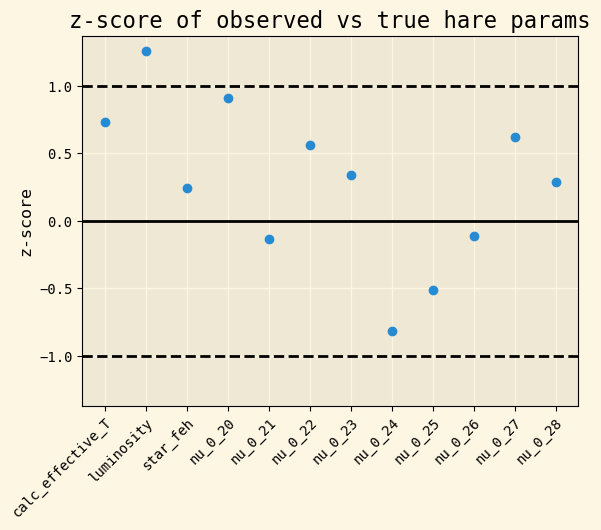 z-score of observed vs true hare params
z-score
1.0
0.5
0.0
−0.5
−1.0
calc_effective_T
luminosity
star_feh
nu_0_20
nu_0_21
nu_0_22
nu_0_23
nu_0_24
nu_0_25
nu_0_26
nu_0_27
nu_0_28